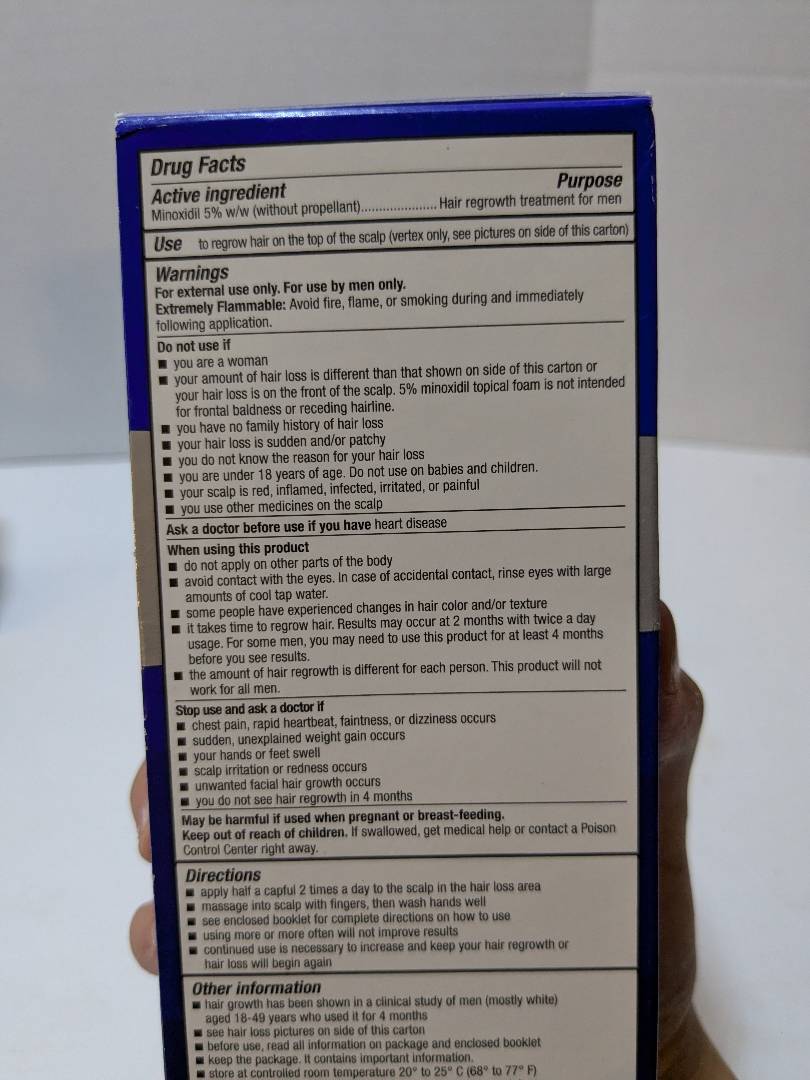 Drug Facts
Active ingredient Purpose
Minoxidil 5% w/w (without propellant)..................... Hair regrowth treatment for men
Use to regrow hair on the top of the scalp (vertex only, see pictures on side of this carton)
Warnings
For external use only. For use by men only.
Extremely Flammable: Avoid fire, flame, or smoking during and immediately
following application.
Do not use if
■ you are a woman
■ your amount of hair loss is different than that shown on side of this carton or
your hair loss is on the front of the scalp. 5% minoxidil topical foam is not intended
for frontal baldness or receding hairline.
■ you have no family history of hair loss
■ your hair loss is sudden and/or patchy
■ you do not know the reason for your hair loss
■ you are under 18 years of age. Do not use on babies and children.
■ your scalp is red, inflamed, infected, irritated, or painful
■ you use other medicines on the scalp
Ask a doctor before use if you have heart disease
When using this product
■ do not apply on other parts of the body
■ avoid contact with the eyes. In case of accidental contact, rinse eyes with large
amounts of cool tap water.
■ some people have experienced changes in hair color and/or texture
■ it takes time to regrow hair. Results may occur at 2 months with twice a day
usage. For some men, you may need to use this product for at least 4 months
before you see results.
■ the amount of hair regrowth is different for each person. This product will not
work for all men.
Stop use and ask a doctor if
■ chest pain, rapid heartbeat, faintness, or dizziness occurs
■ sudden, unexplained weight gain occurs
■ your hands or feet swell
■ scalp irritation or redness occurs
■ unwanted facial hair growth occurs
■ you do not see hair regrowth in 4 months
May be harmful if used when pregnant or breast-feeding.
Keep out of reach of children. If swallowed, get medical help or contact a Poison
Control Center right away.
Directions
■ apply half a capful 2 times a day to the scalp in the hair loss area
■ massage into scalp with fingers, then wash hands well
■ see enclosed booklet for complete directions on how to use
■ using more or more often will not improve results
■ continued use is necessary to increase and keep your hair regrowth or
hair loss will begin again
Other information
■ hair growth has been shown in a clinical study of men (mostly white)
aged 18-49 years who used it for 4 months
■ see hair loss pictures on side of this carton
■ before use, read all information on package and enclosed booklet
■ keep the package. It contains important information.
■ store at controlled room temperature 20° to 25° C (68° to 77° F)